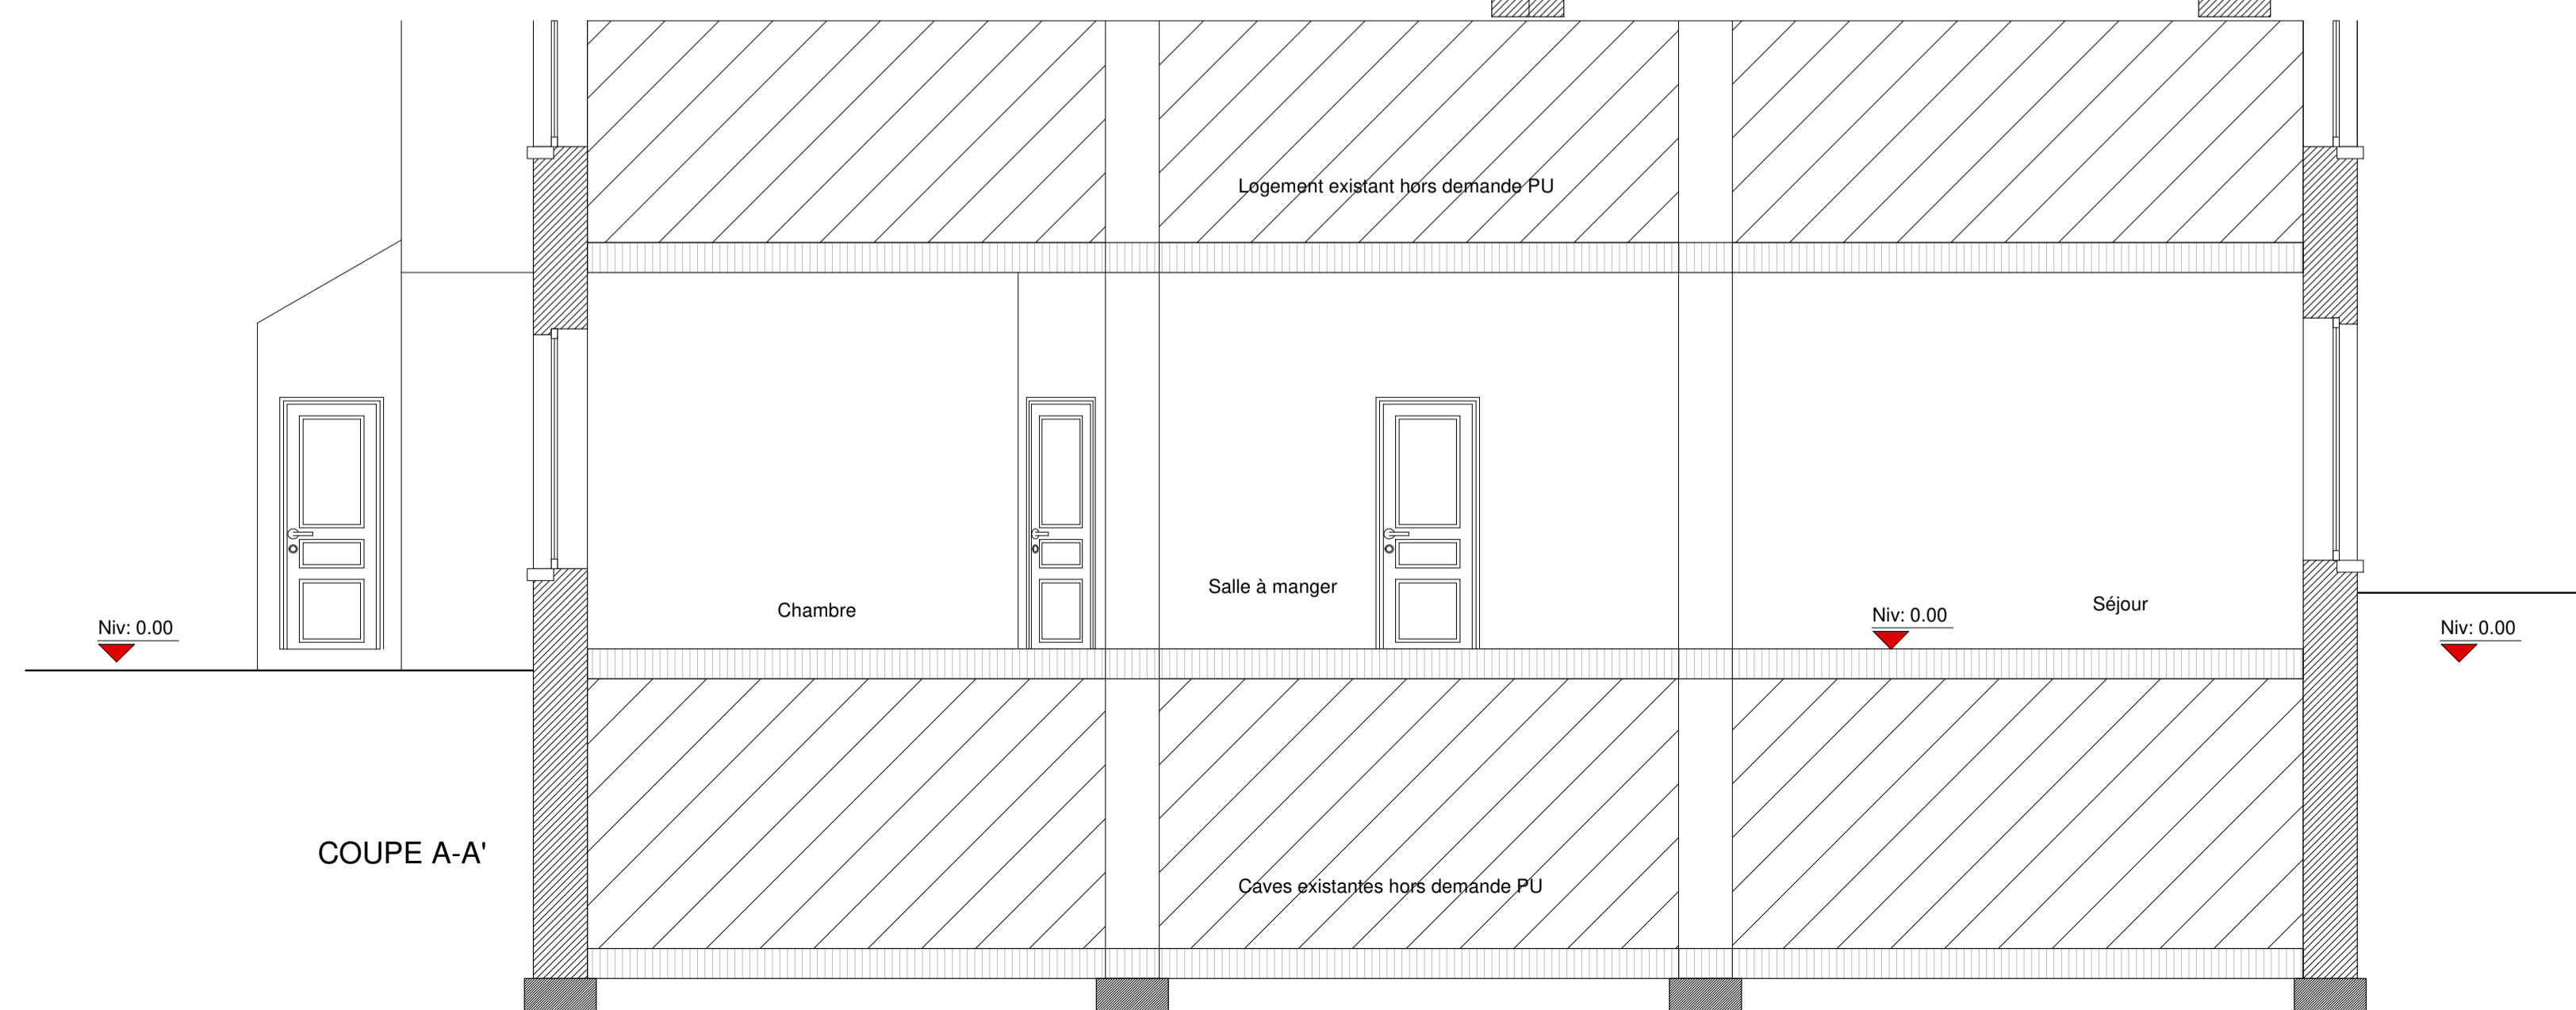 Logement existant hors demande PU
Salle à manger
Chambre
Séjour
Niv: 0.00
Niv: 0.00
Niv: 0.00
COUPE A-A'
Caves existantes hors demande PU